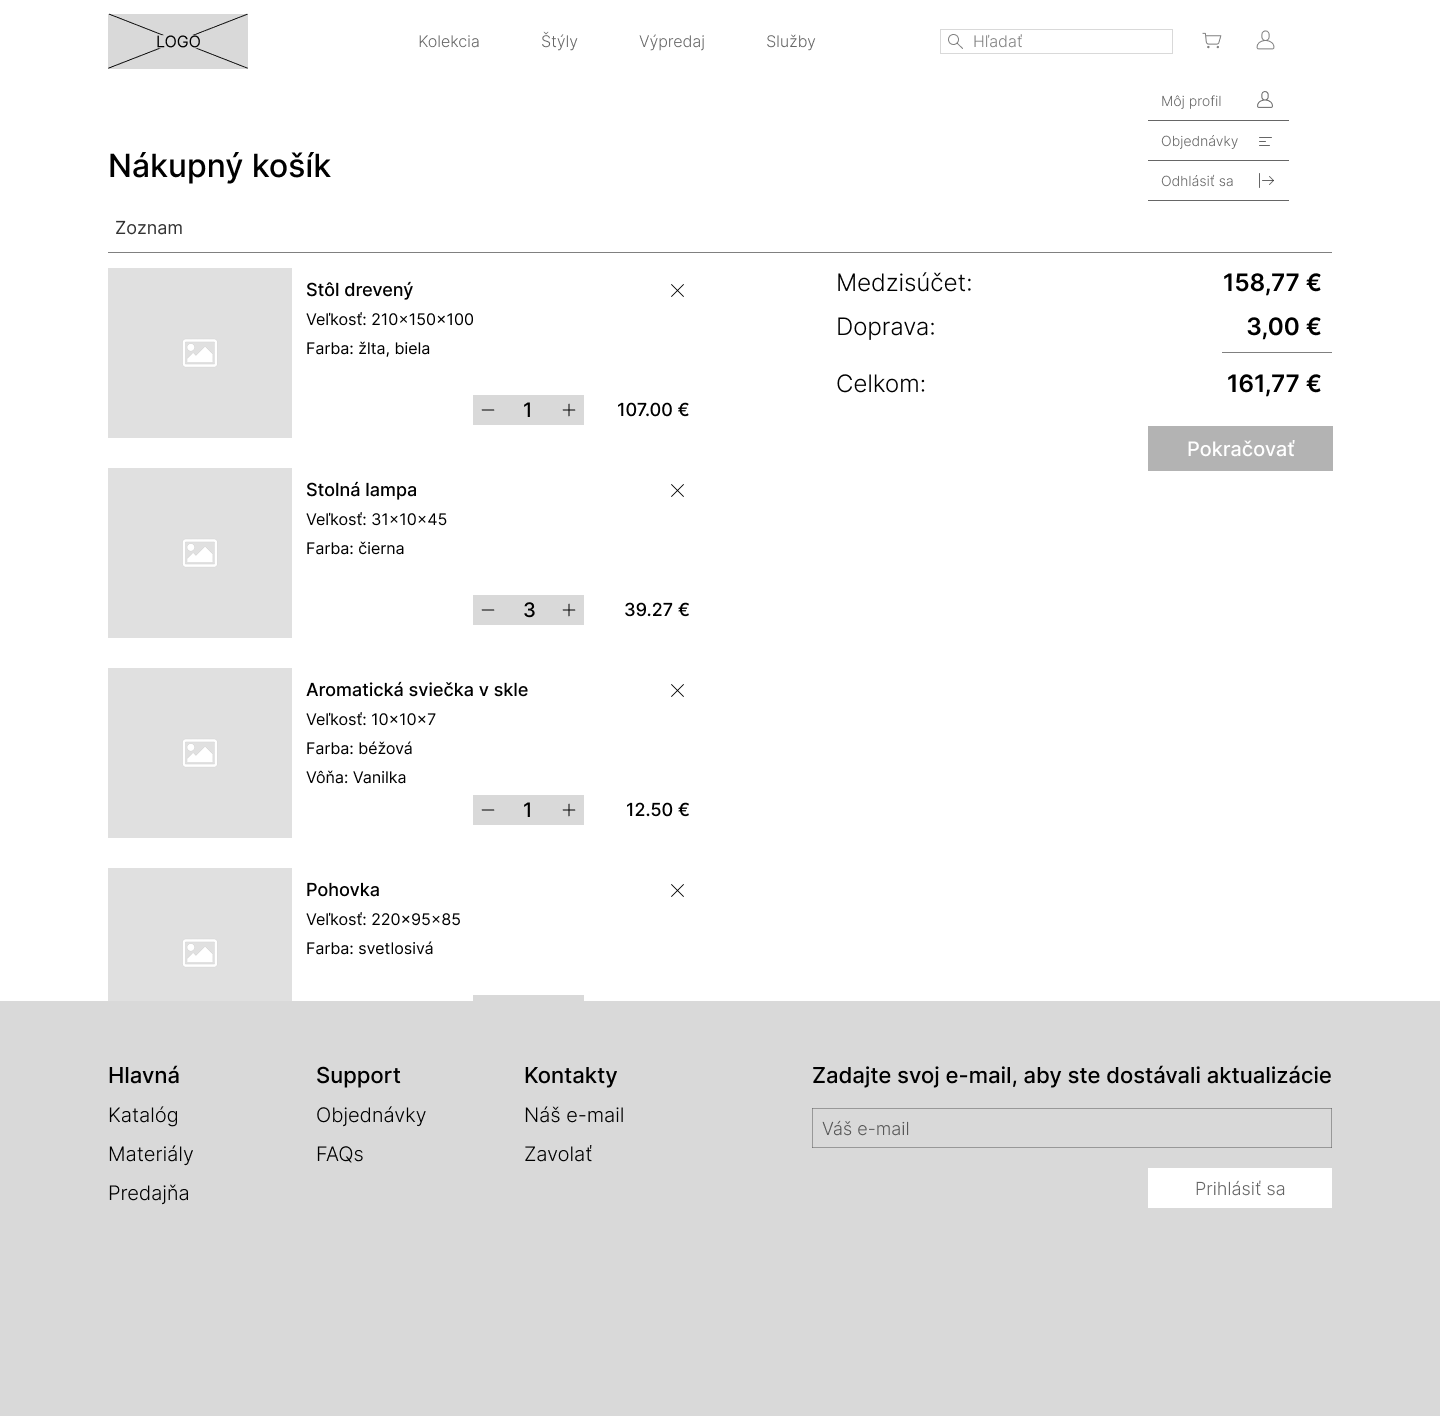 LOGO
Kolekcia
Štýly
Výpredaj
Služby
Hľadať
Môj profil
Objednávky
Odhlásiť sa
Nákupný košík
Zoznam
Stôl drevený
Veľkosť: 210×150×100
Farba: žlta, biela
1
107.00 €
Stolná lampa
Veľkosť: 31×10×45
Farba: čierna
3
39.27 €
Aromatická sviečka v skle
Veľkosť: 10×10×7
Farba: béžová
Vôňa: Vanilka
1
12.50 €
Pohovka
Veľkosť: 220×95×85
Farba: svetlosivá
Medzisúčet: 158,77 €
Doprava: 3,00 €
Celkom: 161,77 €
Pokračovať
Hlavná
Katalóg
Materiály
Predajňa
Support
Objednávky
FAQs
Kontakty
Náš e-mail
Zavolať
Zadajte svoj e-mail, aby ste dostávali aktualizácie
Váš e-mail
Prihlásiť sa